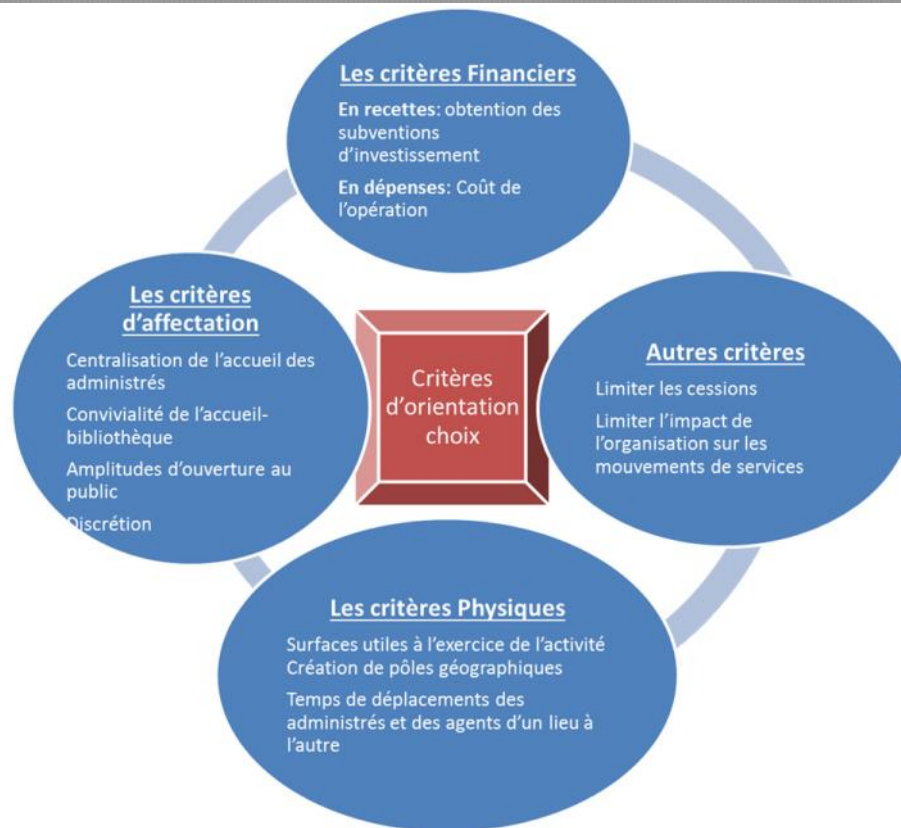 Les critères Financiers
En recettes: obtention des
subventions
d'investissement
En dépenses: Coût de
l'opération
Les critères
d'affectation
Centralisation de l'accueil des
administrés
Convivialité de l'accueil-
bibliothèque
Amplitudes d'ouverture au
public
Discrétion
Critères
d'orientation
choix
Autres critères
Limiter les cessions
Limiter l'impact de
l'organisation sur les
mouvements de services
Les critères Physiques
Surfaces utiles à l'exercice de l'activité
Création de pôles géographiques
Temps de déplacements des
administrés et des agents d'un lieu à
l'autre